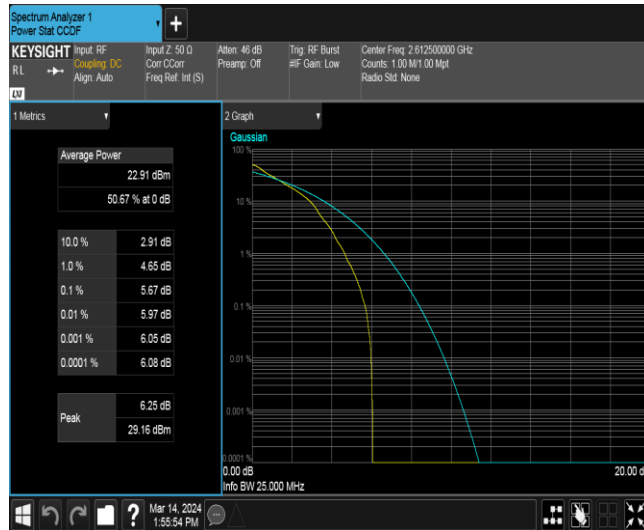 Spectrum Analyzer 1
Power Stat CCDF
+
KEYSIGHT
RL
LXI
Input: RF
Coupling: DC
Align: Auto
Input Z: 50 Ω
Corr CCorr
Freq Ref: Int (S)
Atten: 46 dB
Preamp: Off
Trig: RF Burst
#IF Gain: Low
Center Freq: 2.612500000 GHz
Counts: 1.00 M/1.00 Mpt
Radio Std: None
1 Metrics
Average Power
22.91 dBm
50.67 % at 0 dB
10.0 % 2.91 dB
1.0 % 4.65 dB
0.1 % 5.67 dB
0.01 % 5.97 dB
0.001 % 6.05 dB
0.0001 % 6.08 dB
Peak
6.25 dB
29.16 dBm
2 Graph
Gaussian
100 %
10 %
1 %
0.1 %
0.01 %
0.001 %
0.0001 %
0.00 dB
20.00 d
Info BW 25.000 MHz
?
Mar 14, 2024
1:55:54 PM